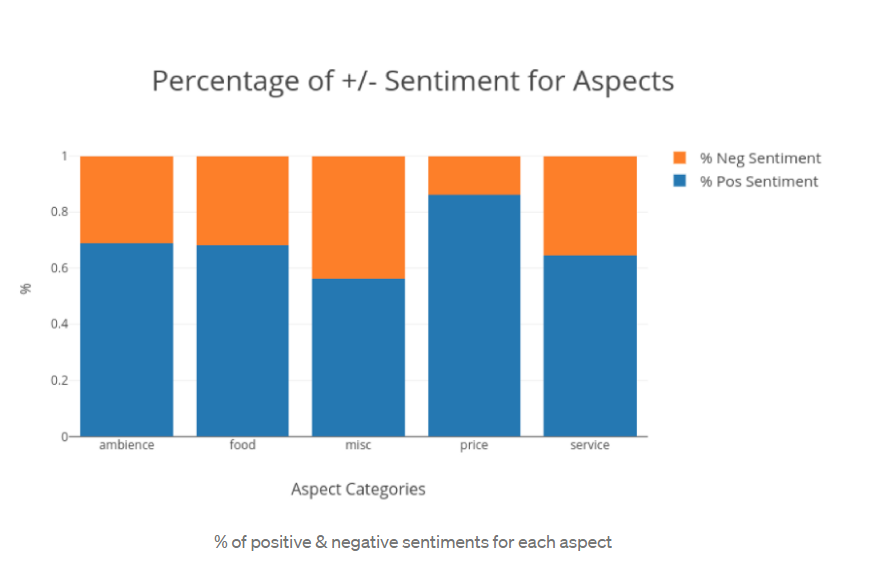 Percentage of +/- Sentiment for Aspects
% Neg Sentiment
% Pos Sentiment
1
0.8
0.6
0.4
0.2
0
%
ambience food misc price service
Aspect Categories
% of positive & negative sentiments for each aspect